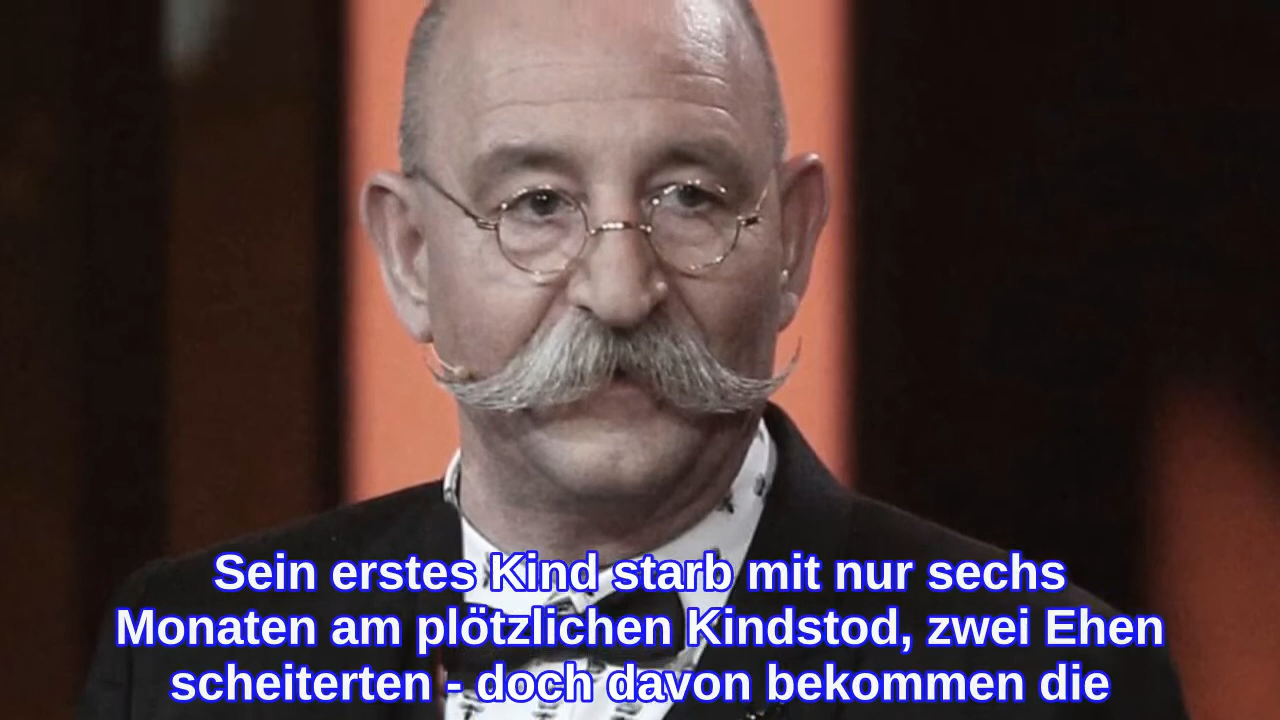 Sein erstes Kind starb mit nur sechs
Monaten am plötzlichen Kindstod, zwei Ehen
scheiterten - doch davon bekommen die